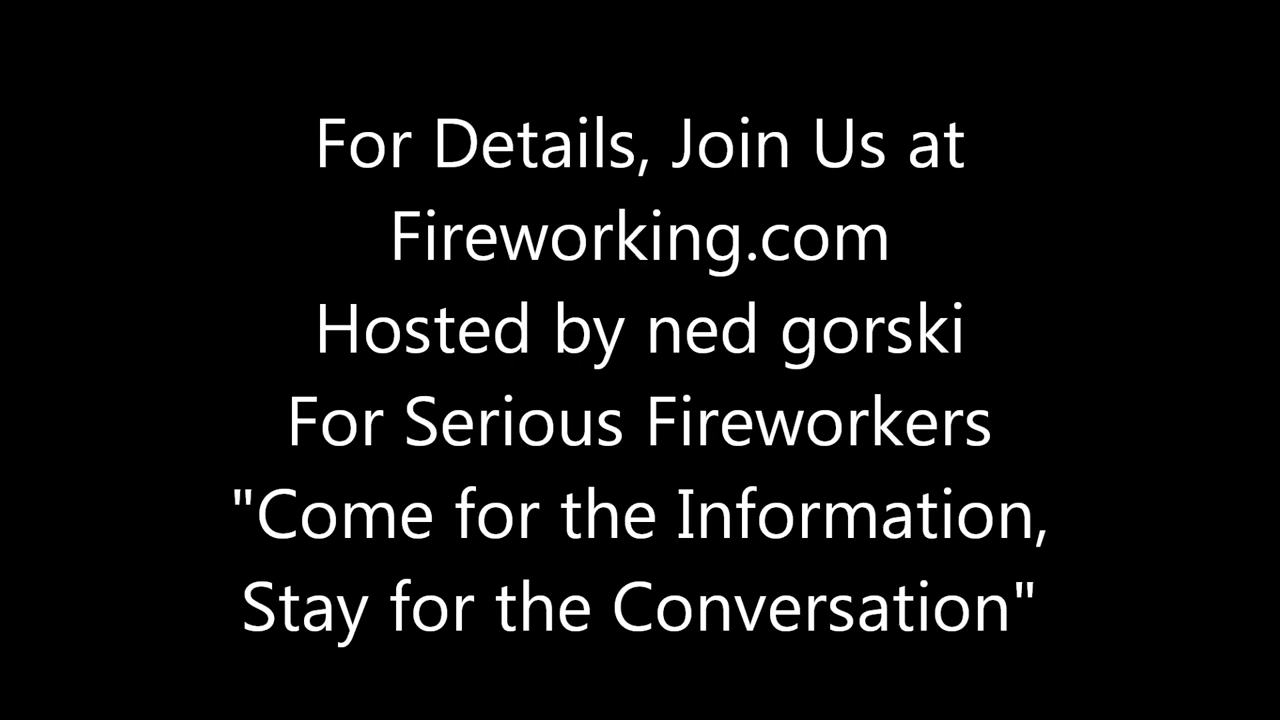 For Details, Join Us at
Fireworking.com
Hosted by ned gorski
For Serious Fireworkers
"Come for the Information,
Stay for the Conversation"